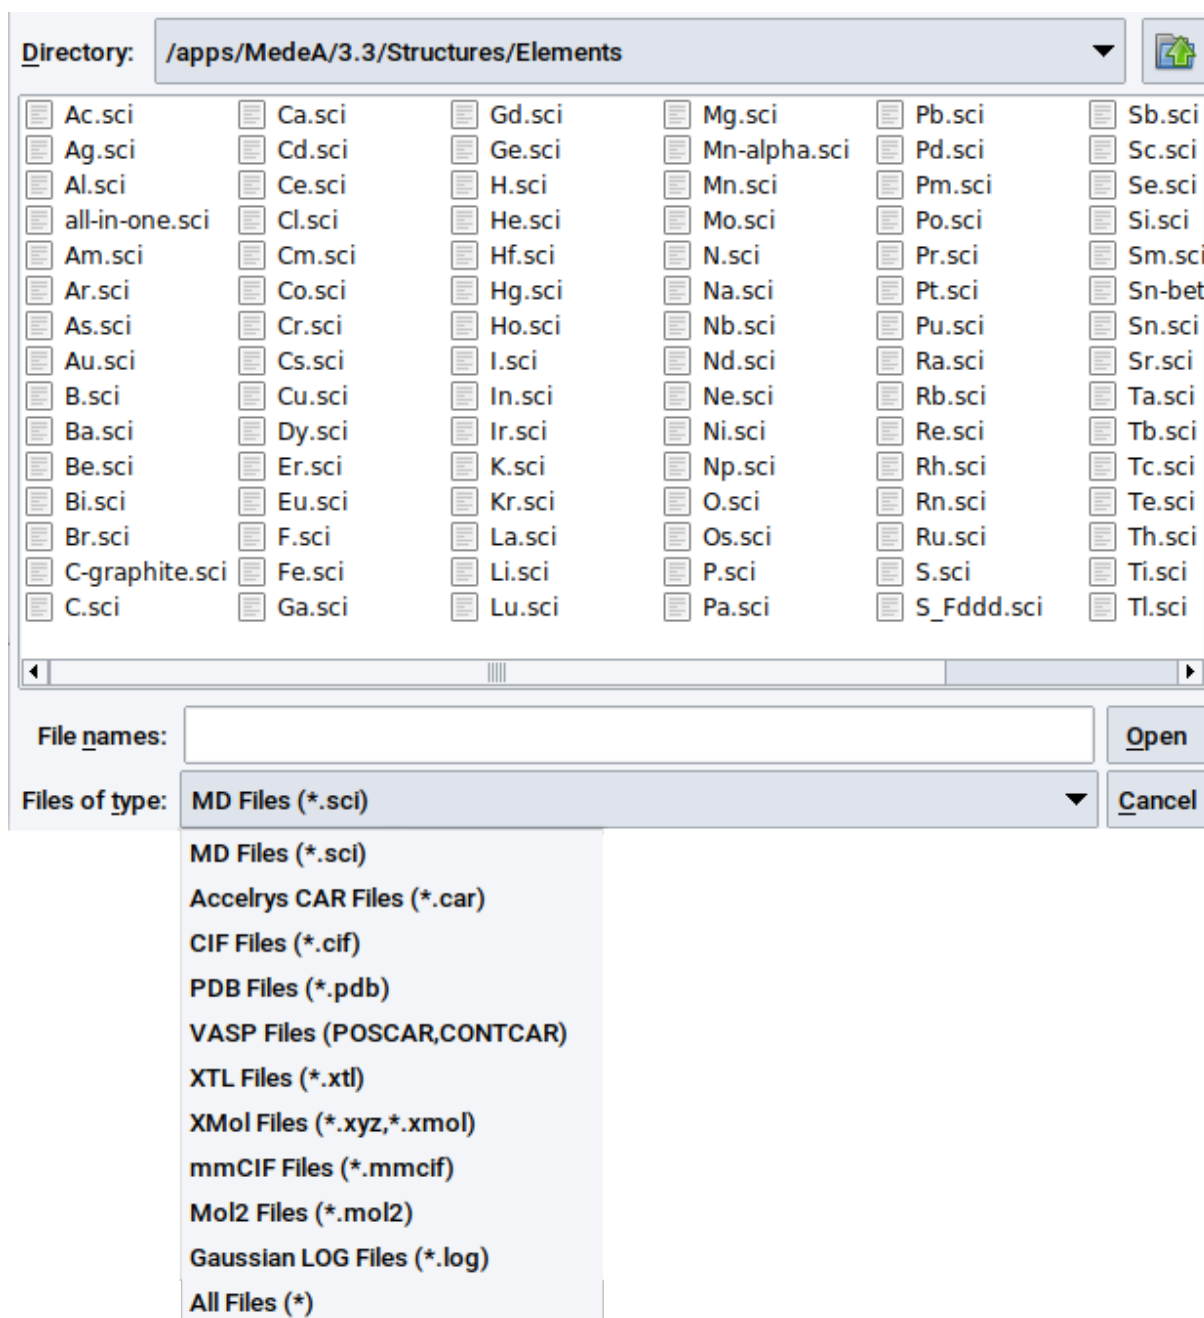 Directory: /apps/MedeA/3.3/Structures/Elements
Ac.sci Ca.sci Gd.sci Mg.sci Pb.sci Sb.sci
Ag.sci Cd.sci Ge.sci Mn-alpha.sci Pd.sci Sc.sci
Al.sci Ce.sci H.sci Mn.sci Pm.sci Se.sci
all-in-one.sci Cl.sci He.sci Mo.sci Po.sci Si.sci
Am.sci Cm.sci Hf.sci N.sci Pr.sci Sm.sci
Ar.sci Co.sci Hg.sci Na.sci Pt.sci Sn-bet
As.sci Cr.sci Ho.sci Nb.sci Pu.sci Sn.sci
Au.sci Cs.sci I.sci Nd.sci Ra.sci Sr.sci
B.sci Cu.sci In.sci Ne.sci Rb.sci Ta.sci
Ba.sci Dy.sci Ir.sci Ni.sci Re.sci Tb.sci
Be.sci Er.sci K.sci Np.sci Rh.sci Tc.sci
Bi.sci Eu.sci Kr.sci O.sci Rn.sci Te.sci
Br.sci F.sci La.sci Os.sci Ru.sci Th.sci
C-graphite.sci Fe.sci Li.sci P.sci S.sci Ti.sci
C.sci Ga.sci Lu.sci Pa.sci S_Fddd.sci Tl.sci
File names: Open
Files of type: MD Files (*.sci) Cancel
MD Files (*.sci)
Accelrys CAR Files (*.car)
CIF Files (*.cif)
PDB Files (*.pdb)
VASP Files (POSCAR,CONTCAR)
XTL Files (*.xtl)
XMol Files (*.xyz,*.xmol)
mmCIF Files (*.mmcif)
Mol2 Files (*.mol2)
Gaussian LOG Files (*.log)
All Files (*)